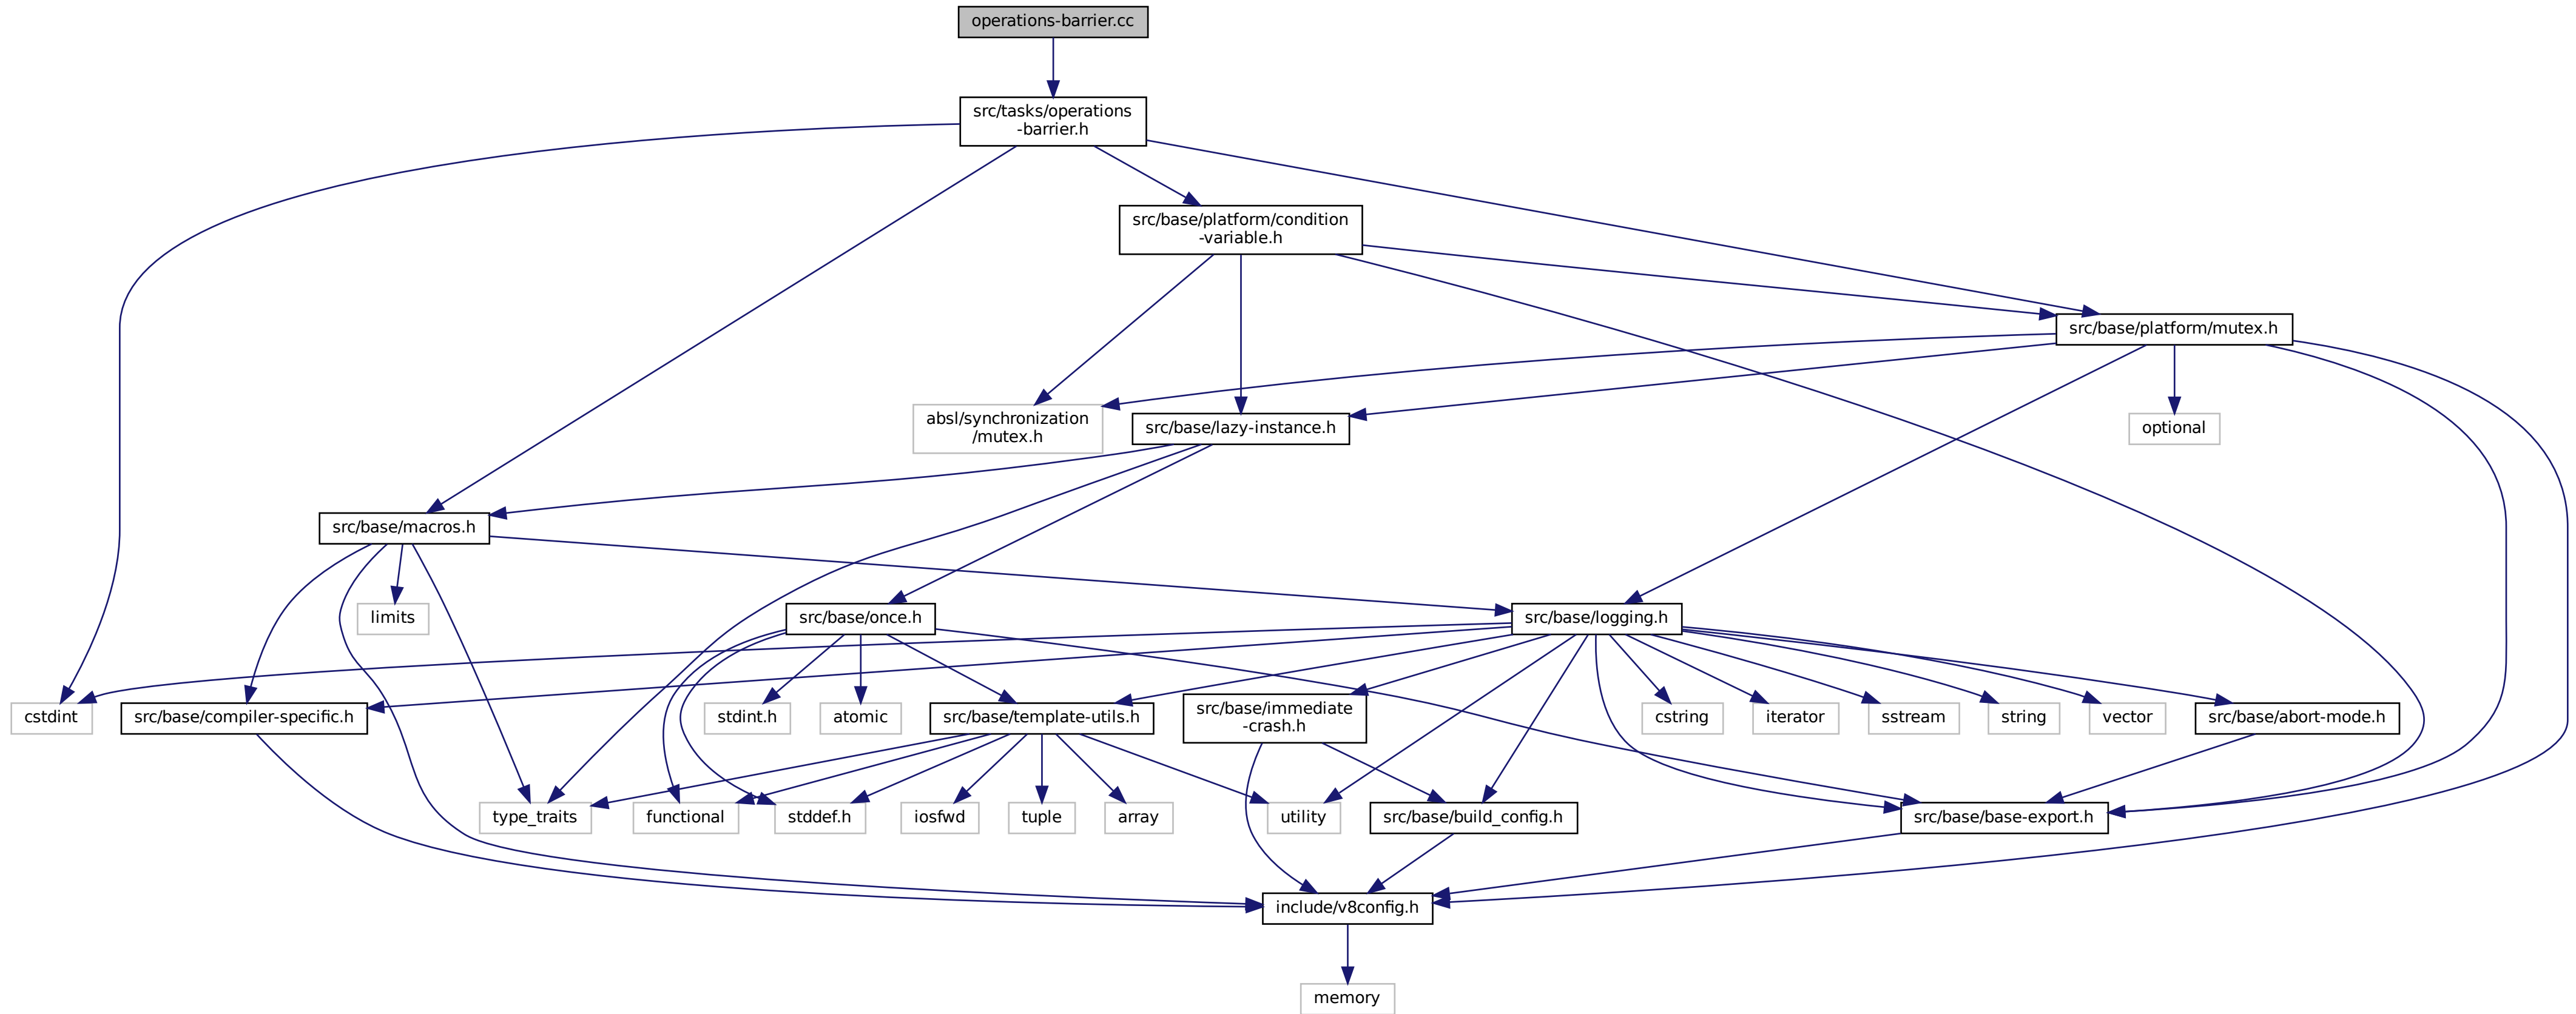 operations-barrier.cc
src/tasks/operations
-barrier.h
src/base/platform/condition
-variable.h
src/base/platform/mutex.h
absl/synchronization
/mutex.h
src/base/lazy-instance.h
optional
src/base/macros.h
limits
src/base/once.h
src/base/logging.h
cstdint
src/base/compiler-specific.h
stdint.h
atomic
src/base/template-utils.h
src/base/immediate
-crash.h
cstring
iterator
sstream
string
vector
src/base/abort-mode.h
type_traits
functional
stddef.h
iosfwd
tuple
array
utility
src/base/build_config.h
src/base/base-export.h
include/v8config.h
memory